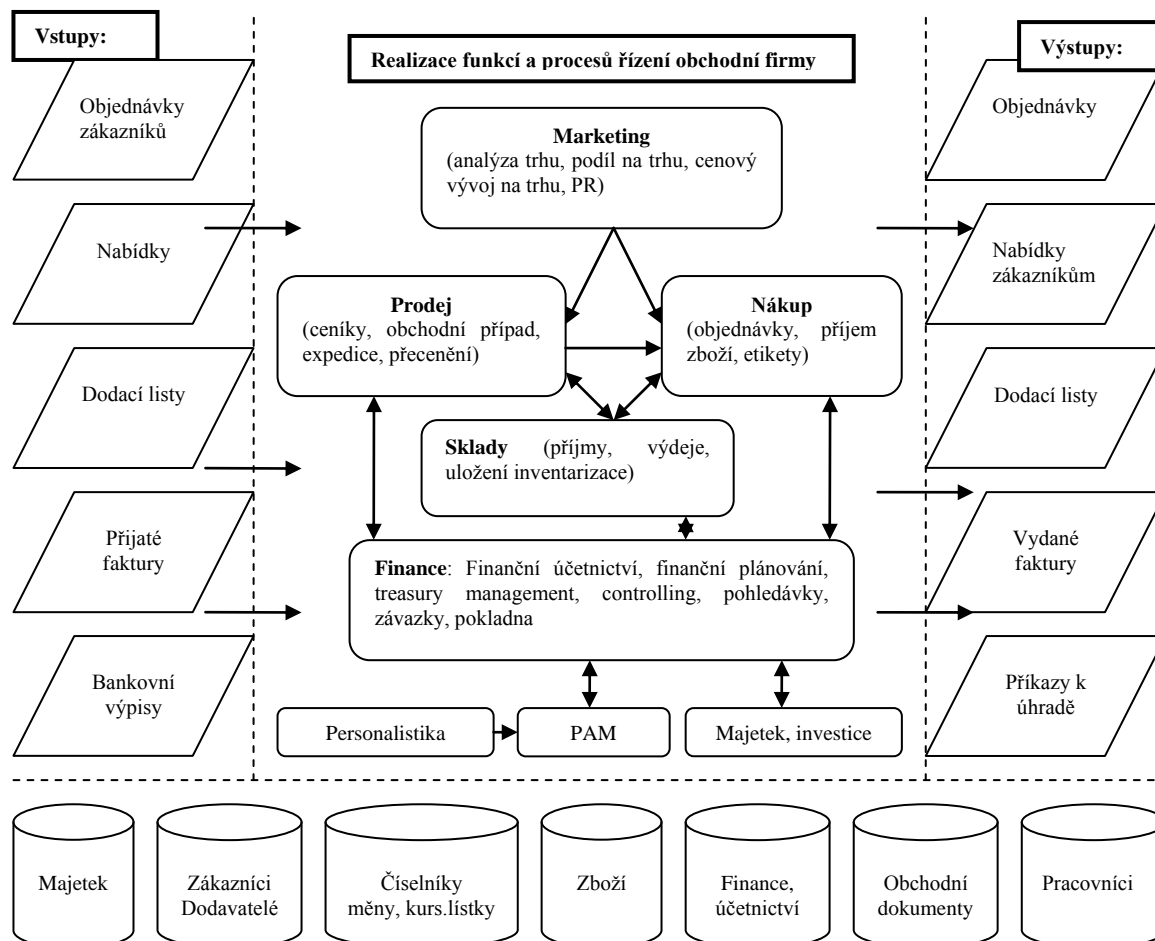 Vstupy:
Realizace funkcí a procesů řízení obchodní firmy
Výstupy:
Objednávky
zákazníků
Nabídky
Dodací listy
Přijaté
faktury
Bankovní
výpisy
Marketing
(analýza trhu, podíl na trhu, cenový
vývoj na trhu, PR)
Prodej
(ceníky, obchodní případ,
expedice, přecenění)
Nákup
(objednávky, příjem
zboží, etikety)
Sklady (příjmy, výdeje,
uložení inventarizace)
Finance: Finanční účetnictví, finanční plánování,
treasury management, controlling, pohledávky,
závazky, pokladna
Personalistika
PAM
Majetek, investice
Objednávky
Nabídky
zákazníkům
Dodací listy
Vydané
faktury
Příkazy k
úhradě
Majetek
Zákazníci
Dodavatelé
Číselníky
měny, kurs.lístky
Zboží
Finance,
účetnictví
Obchodní
dokumenty
Pracovníci